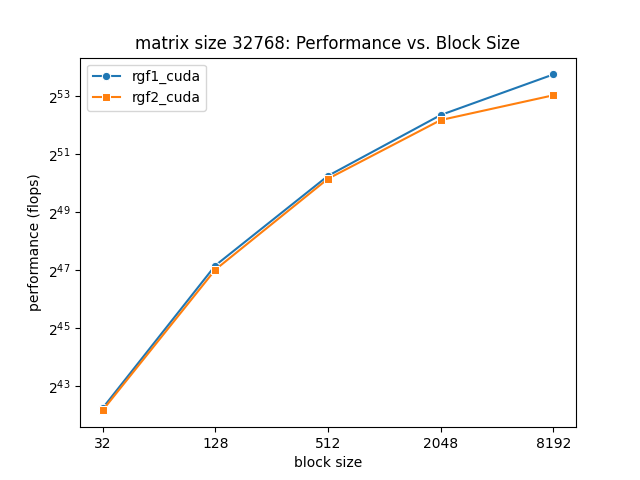 matrix size 32768: Performance vs. Block Size
rgf1_cuda
rgf2_cuda
performance (flops)
2^53
2^51
2^49
2^47
2^45
2^43
32 128 512 2048 8192
block size